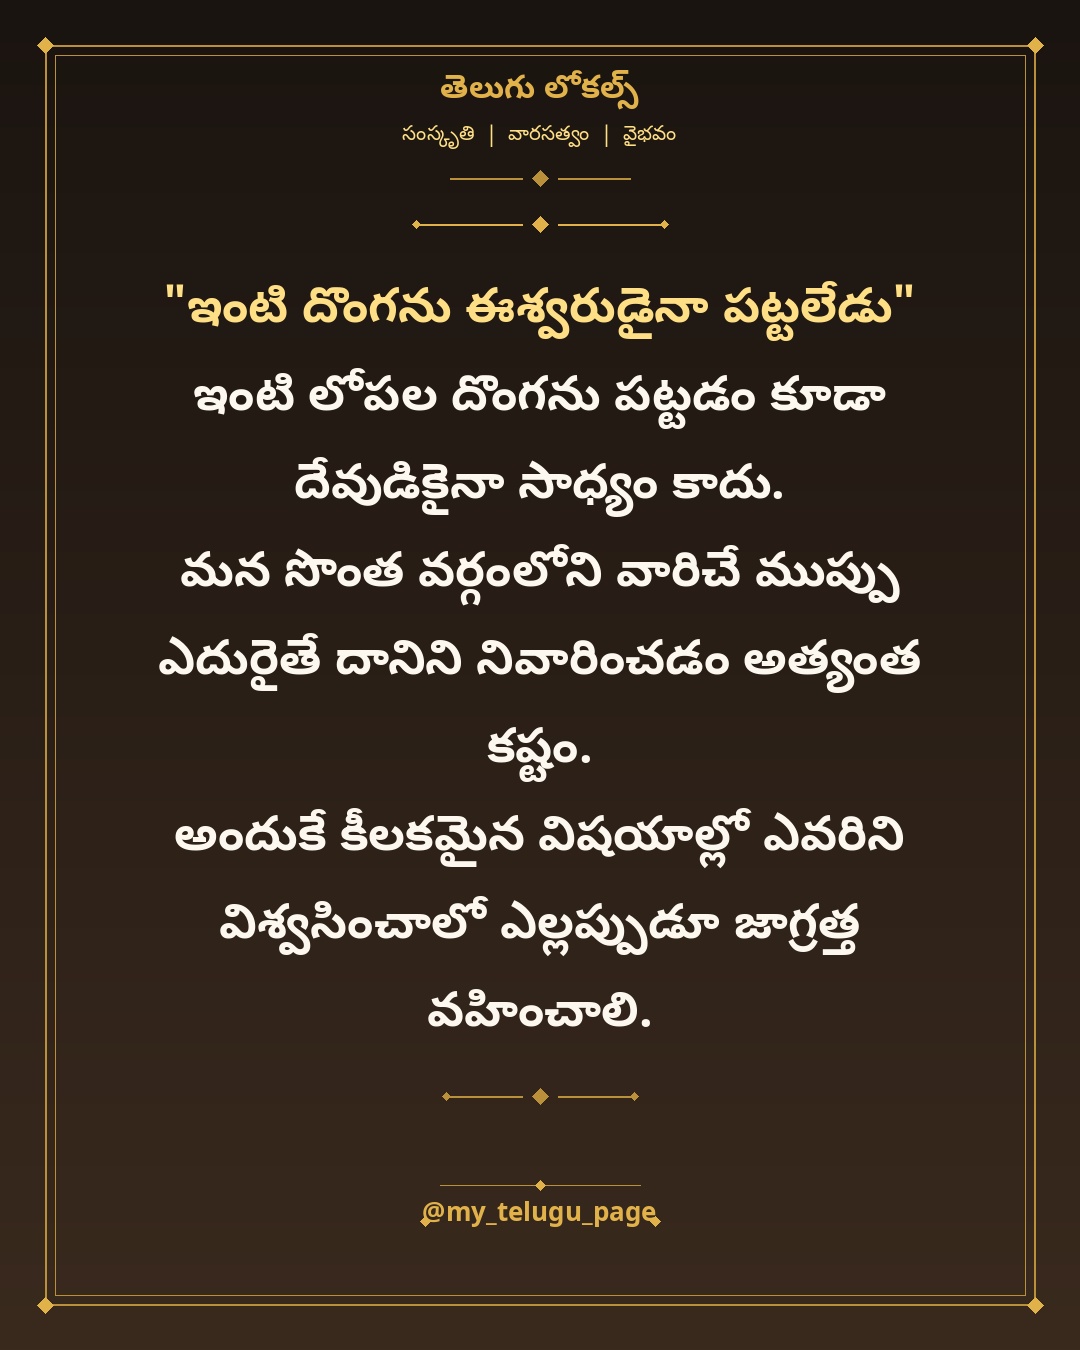 తెలుగు లోకల్స్
సంస్కృతి | వారసత్వం | వైభవం
"ఇంటి దొంగను ఈశ్వరుడైనా పట్టలేడు"
ఇంటి లోపల దొంగను పట్టడం కూడా
దేవుడికైనా సాధ్యం కాదు.
మన సొంత వర్గంలోని వారిచే ముప్పు
ఎదురైతే దానిని నివారించడం అత్యంత
కష్టం.
అందుకే కీలకమైన విషయాల్లో ఎవరిని
విశ్వసించాలో ఎల్లప్పుడూ జాగ్రత్త
వహించాలి.
@my_telugu_page